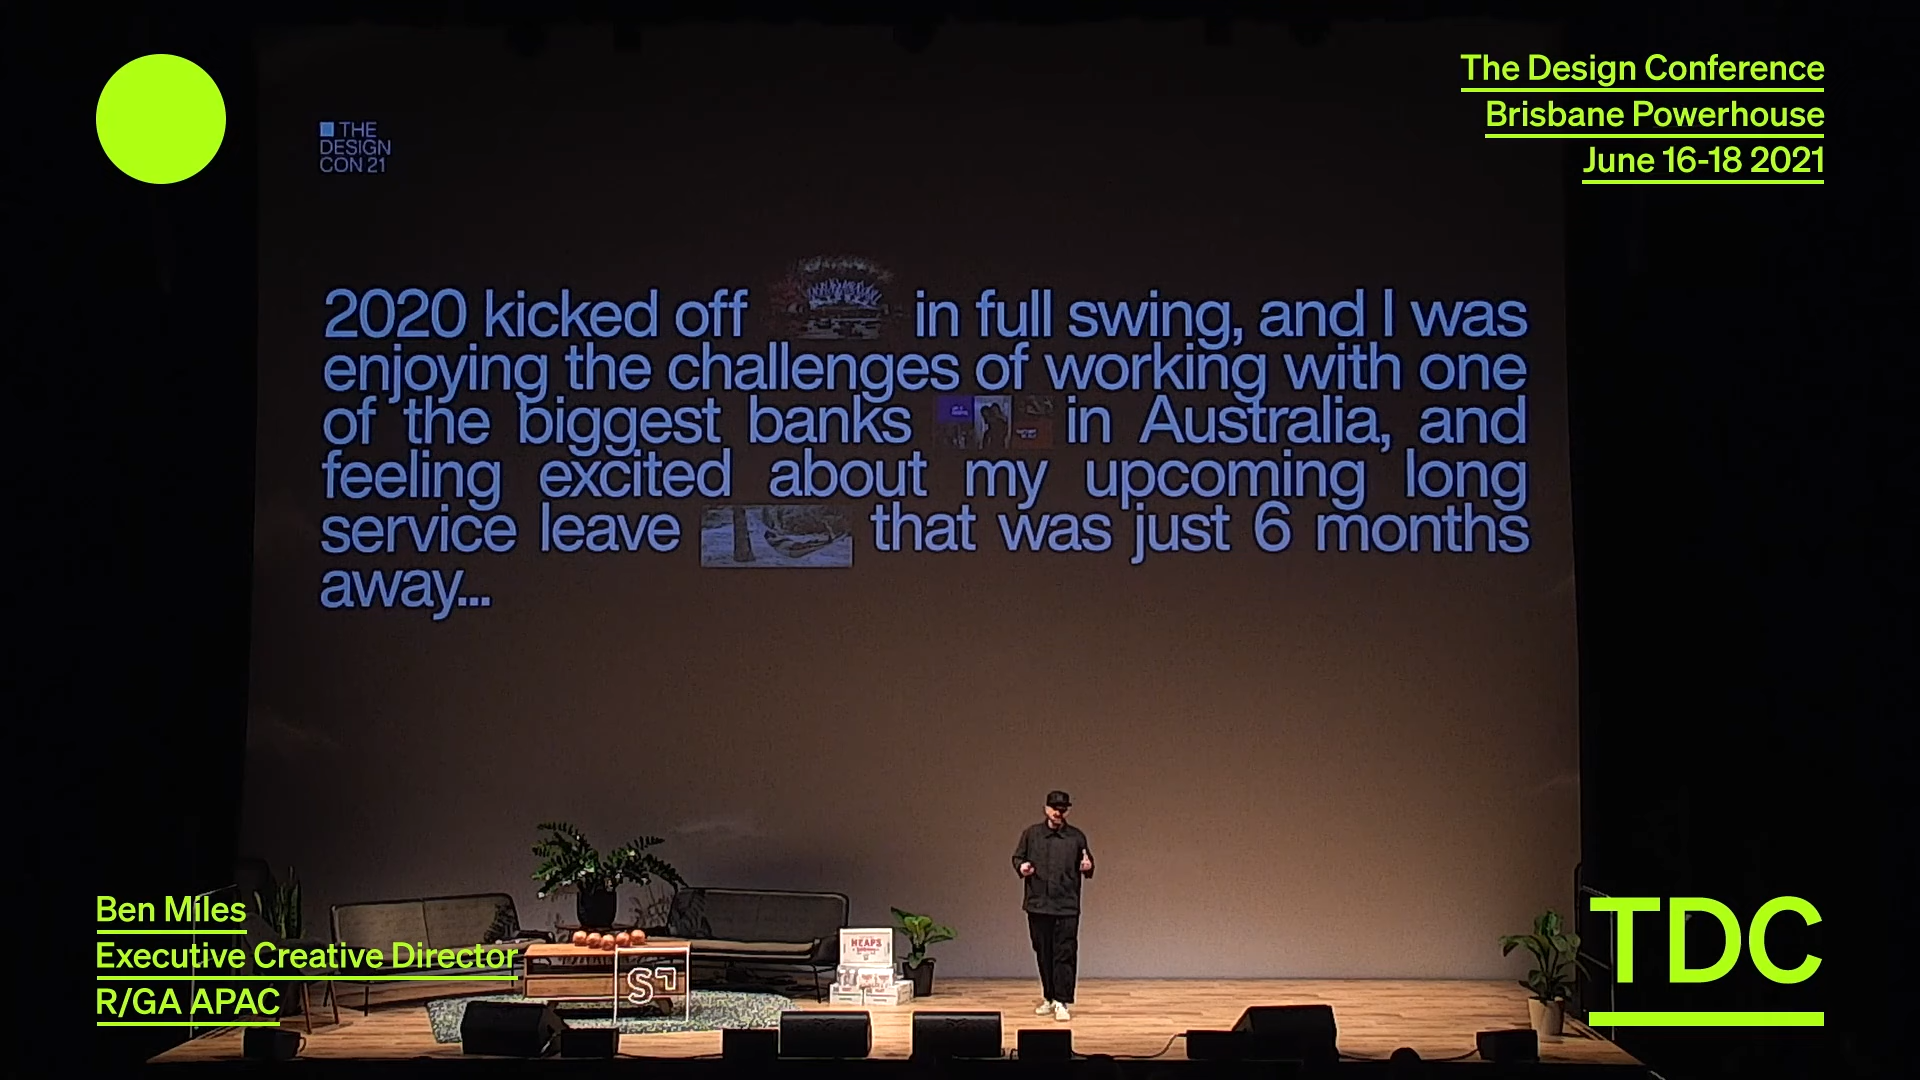 The Design Conference
Brisbane Powerhouse
June 16-18 2021
THE
DESIGN
CON 21
2020 kicked off in full swing, and I was
enjoying the challenges of working with one
of the biggest banks in Australia, and
feeling excited about my upcoming long
service leave that was just 6 months
away...
HEAPS
Ben Miles
Executive Creative Director
R/GA APAC
TDC